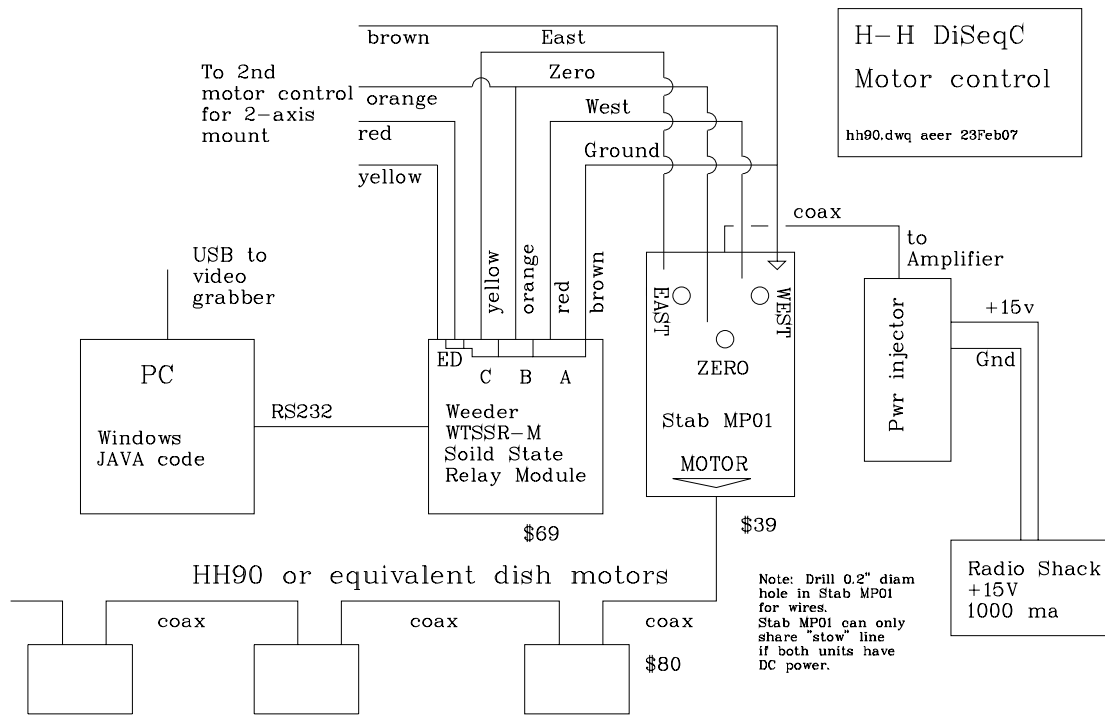 H-H DiSeqC
Motor control
hh90.dwq aeer 23Feb07
brown
East
Zero
To 2nd
motor control
for 2-axis
mount
orange
red
yellow
West
Ground
coax
to
Amplifier
USB to
video
grabber
yellow
orange
red
brown
EAST
WEST
ZERO
Stab MP01
MOTOR
$39
Pwr injector
+15v
Gnd
PC
Windows
JAVA code
RS232
ED
C
B
A
Weeder
WTSSR-M
Soild State
Relay Module
$69
HH90 or equivalent dish motors
coax
coax
coax
$80
Note: Drill 0.2" diam
hole in Stab MP01
for wires.
Stab MP01 can only
share "stow" line
if both units have
DC power.
Radio Shack
+15V
1000 ma